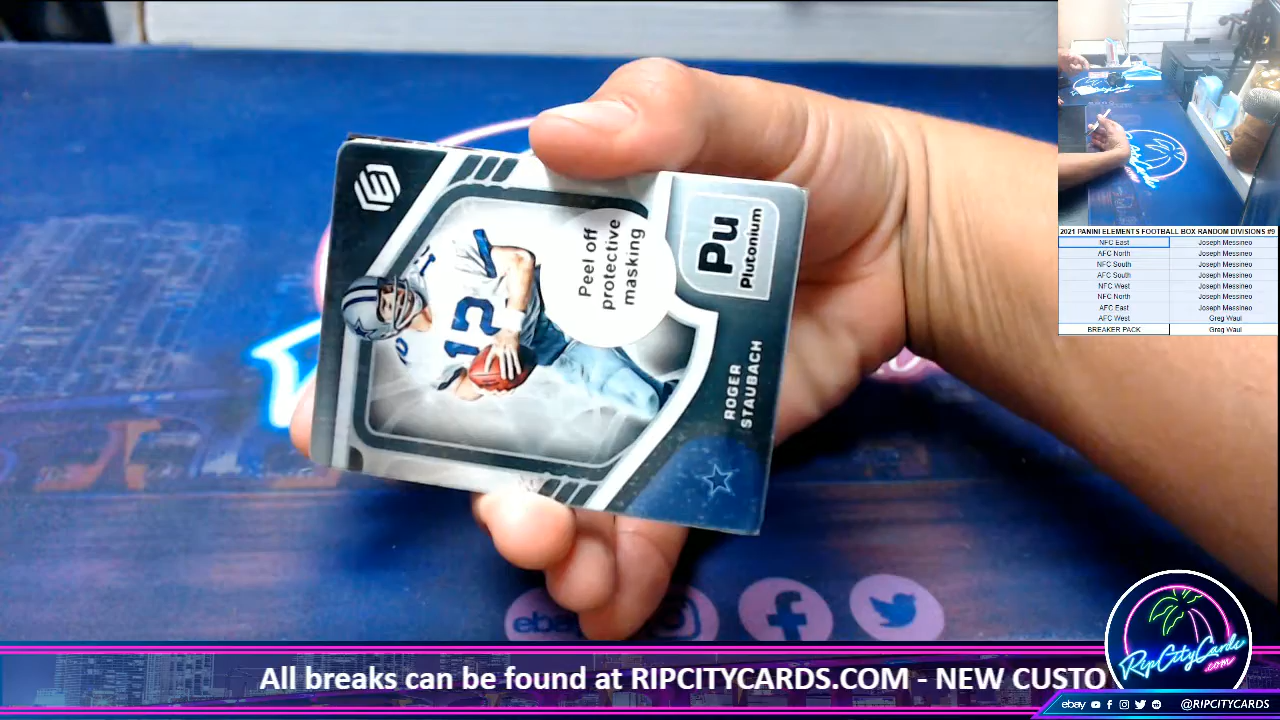 Peel off
protective
masking
Pu
Plutonium
ROGER
STAUBACH
12
2021 PANINI ELEMENTS FOOTBALL BOX RANDOM DIVISIONS #9
NFC East Joseph Messineo
AFC North Joseph Messineo
NFC South Joseph Messineo
AFC South Joseph Messineo
NFC West Joseph Messineo
NFC North Joseph Messineo
AFC East Joseph Messineo
AFC West Greg Waul
BREAKER PACK Greg Waul
ebay
All breaks can be found at RIPCITYCARDS.COM - NEW CUSTO
RipCityCards
.com
ebay @RIPCITYCARDS